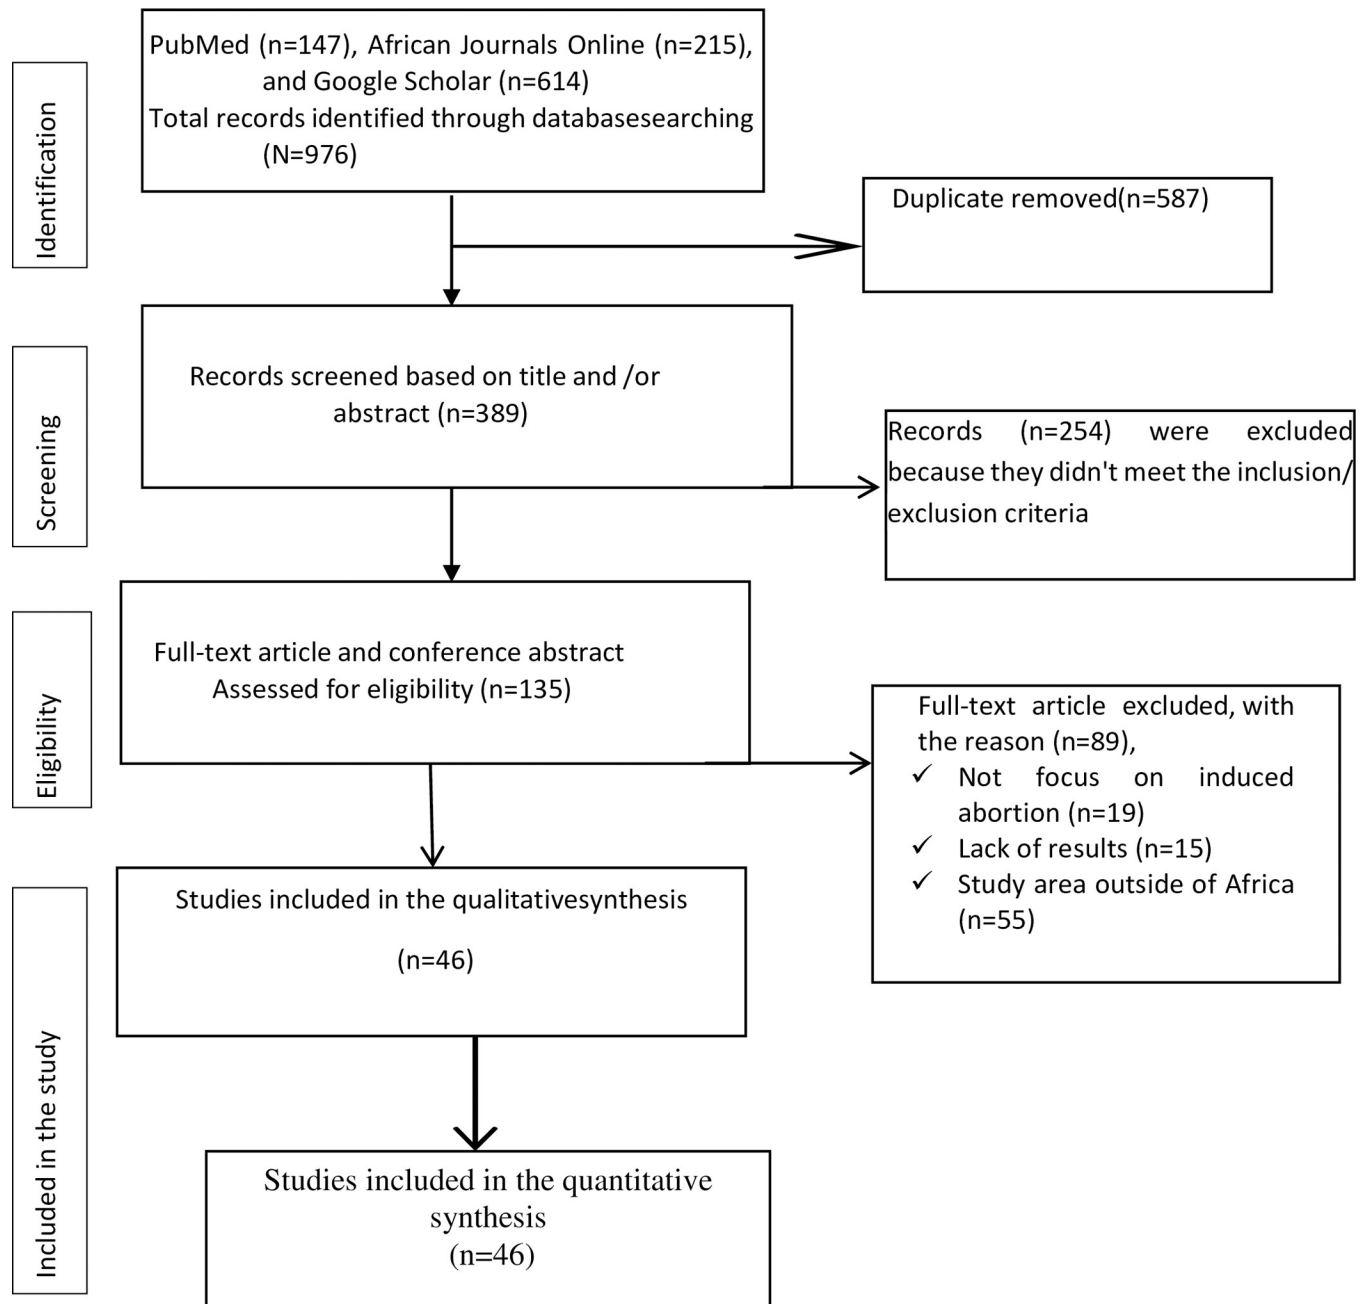 Identification
PubMed (n=147), African Journals Online (n=215),
and Google Scholar (n=614)
Total records identified through databasesearching
(N=976)
Duplicate removed(n=587)
Screening
Records screened based on title and /or
abstract (n=389)
Records (n=254) were excluded
because they didn't meet the inclusion/
exclusion criteria
Eligibility
Full-text article and conference abstract
Assessed for eligibility (n=135)
Full-text article excluded, with
the reason (n=89),
✓ Not focus on induced
abortion (n=19)
✓ Lack of results (n=15)
✓ Study area outside of Africa
(n=55)
Included in the study
Studies included in the qualitativesynthesis
(n=46)
Studies included in the quantitative
synthesis
(n=46)